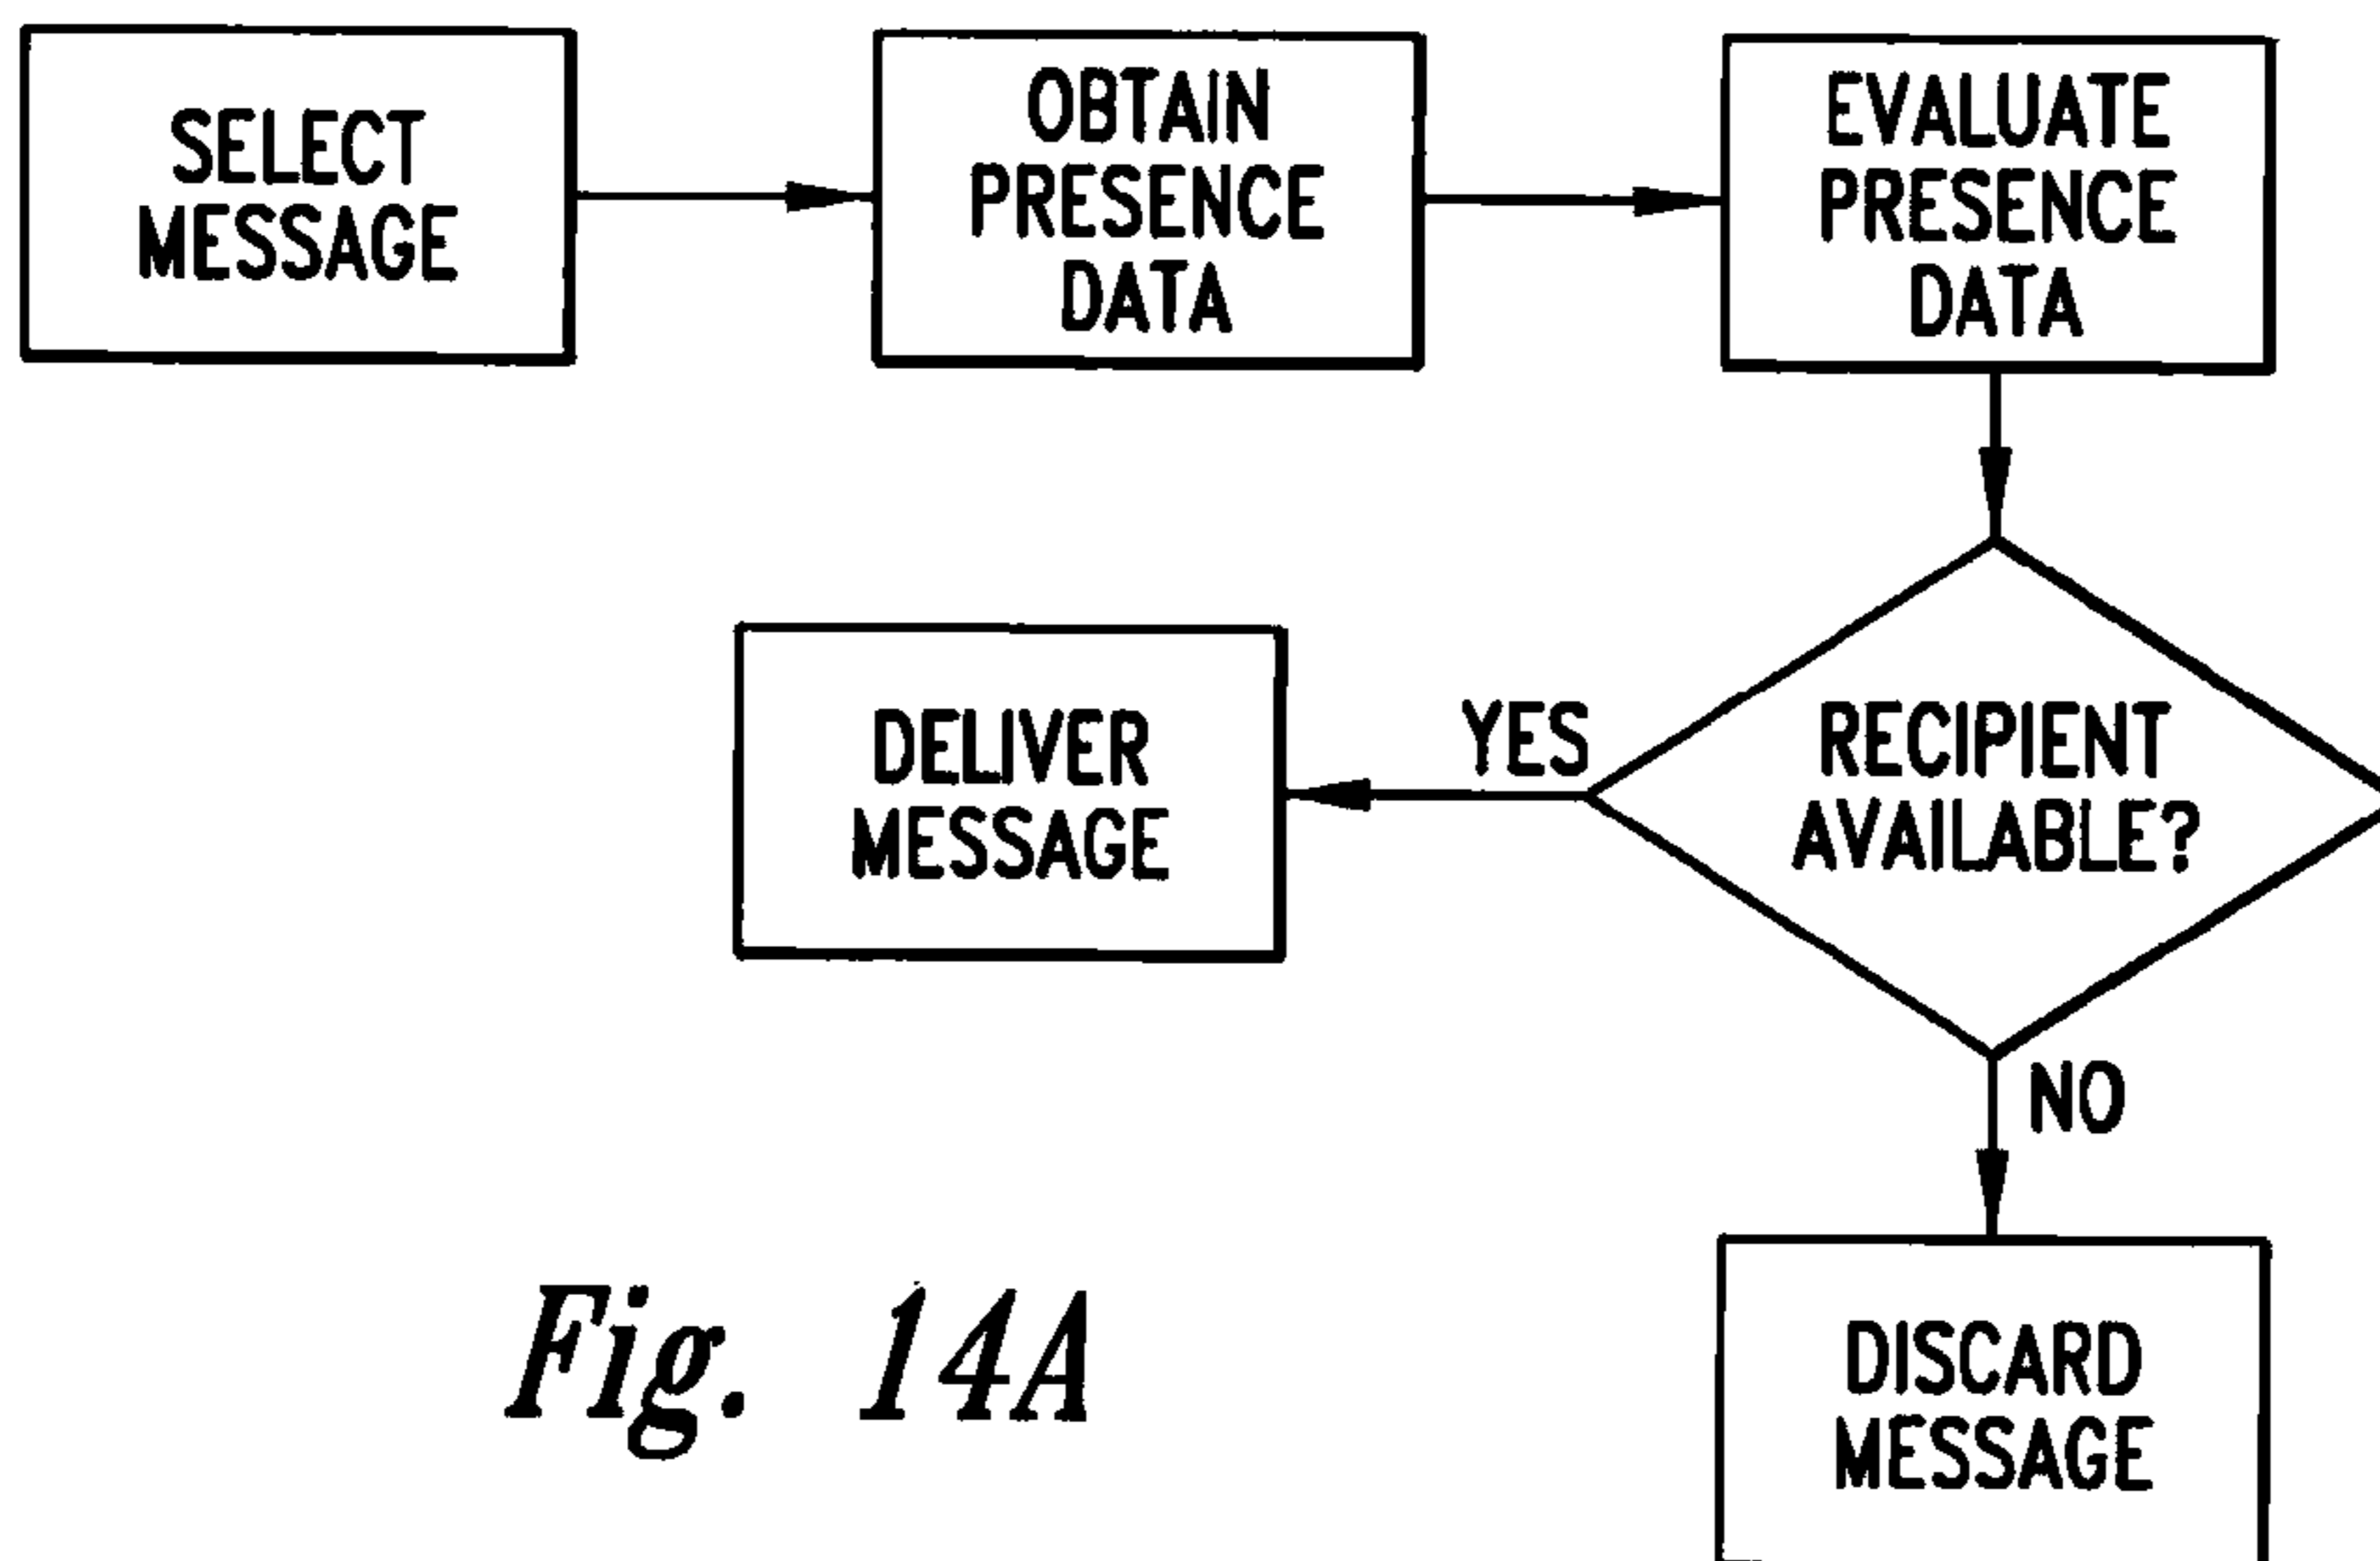 SELECT
MESSAGE
OBTAIN
PRESENCE
DATA
EVALUATE
PRESENCE
DATA
RECIPIENT
AVAILABLE?
YES
DELIVER
MESSAGE
NO
DISCARD
MESSAGE
Fig. 14A